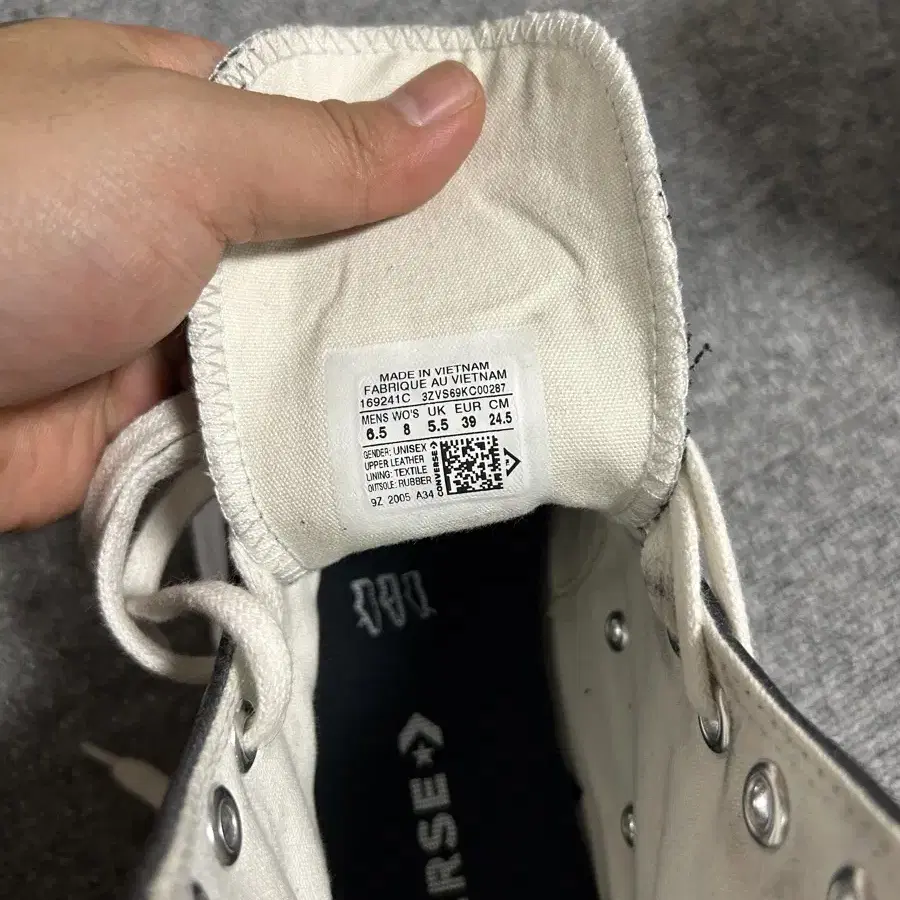 MADE IN VIETNAM
FABRIQUE AU VIETNAM
169241C 3ZVS69KC00287
MENS WO'S UK EUR CM
6.5 8 5.5 39 24.5
GENDER: UNISEX
UPPER LEATHER
LINING: TEXTILE
OUTSOLE: RUBBER
CONVERSE
9Z 2005 A34
ERSE